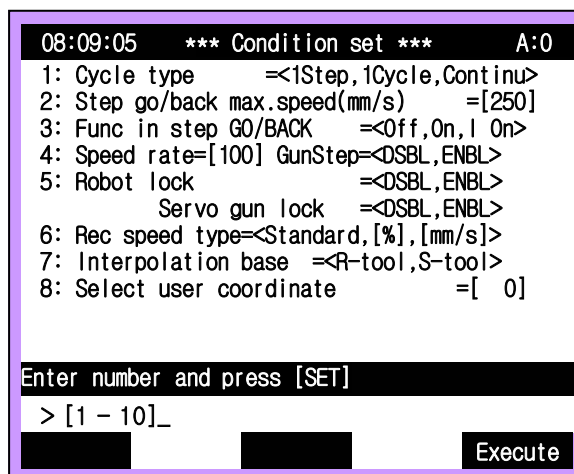 08:09:05 *** Condition set *** A:0
1: Cycle type =<1Step,1Cycle,Continu>
2: Step go/back max.speed(mm/s) =[250]
3: Func in step GO/BACK =<Off,On,I On>
4: Speed rate=[100] GunStep=<DSBL,ENBL>
5: Robot lock =<DSBL,ENBL>
Servo gun lock =<DSBL,ENBL>
6: Rec speed type=<Standard,[%],[mm/s]>
7: Interpolation base =<R-tool,S-tool>
8: Select user coordinate =[ 0]
Enter number and press [SET]
> [1 - 10]_
Execute